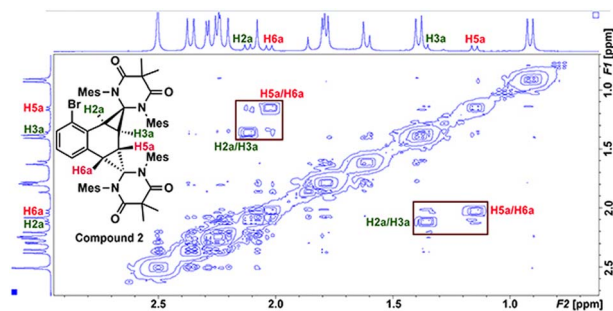 H2a H6a H3a H5a
F1 [ppm]
1.0
1.5
2.0
2.5
H5a
H3a
H6a
H2a
O
N
Mes
Br
H2a
N
O
Mes
H3a
H5a
Mes
H6a
Mes
N
N
O
O
Compound 2
H5a/H6a
H2a/H3a
H5a/H6a
H2a/H3a
2.5 2.0 1.5 1.0 F2 [ppm]